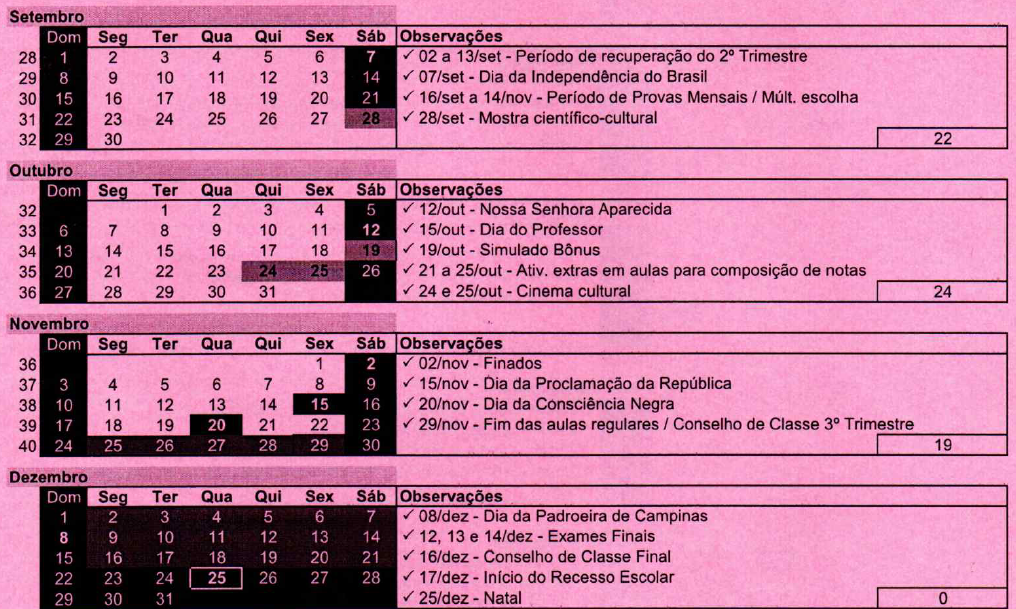 Setembro
Dom Seg Ter Qua Qui Sex Sáb Observações
28 1 2 3 4 5 6 7 ✓ 02 a 13/set - Período de recuperação do 2º Trimestre
29 8 9 10 11 12 13 14 ✓ 07/set - Dia da Independência do Brasil
30 15 16 17 18 19 20 21 ✓ 16/set a 14/nov - Período de Provas Mensais / Múlt. escolha
31 22 23 24 25 26 27 28 ✓ 28/set - Mostra científico-cultural
32 29 30 22
Outubro
Dom Seg Ter Qua Qui Sex Sáb Observações
32 1 2 3 4 5 ✓ 12/out - Nossa Senhora Aparecida
33 6 7 8 9 10 11 12 ✓ 15/out - Dia do Professor
34 13 14 15 16 17 18 19 ✓ 19/out - Simulado Bônus
35 20 21 22 23 24 25 26 ✓ 21 a 25/out - Ativ. extras em aulas para composição de notas
36 27 28 29 30 31 ✓ 24 e 25/out - Cinema cultural 24
Novembro
Dom Seg Ter Qua Qui Sex Sáb Observações
36 1 2 ✓ 02/nov - Finados
37 3 4 5 6 7 8 9 ✓ 15/nov - Dia da Proclamação da República
38 10 11 12 13 14 15 16 ✓ 20/nov - Dia da Consciência Negra
39 17 18 19 20 21 22 23 ✓ 29/nov - Fim das aulas regulares / Conselho de Classe 3º Trimestre
40 24 25 26 27 28 29 30 19
Dezembro
Dom Seg Ter Qua Qui Sex Sáb Observações
1 2 3 4 5 6 7 ✓ 08/dez - Dia da Padroeira de Campinas
8 9 10 11 12 13 14 ✓ 12, 13 e 14/dez - Exames Finais
15 16 17 18 19 20 21 ✓ 16/dez - Conselho de Classe Final
22 23 24 25 26 27 28 ✓ 17/dez - Início do Recesso Escolar
29 30 31 ✓ 25/dez - Natal 0